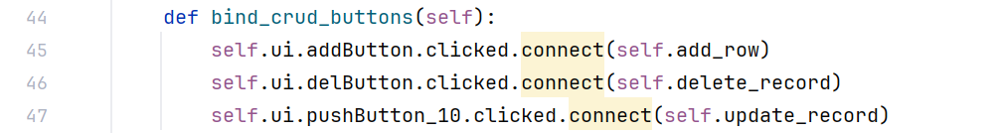 44 def bind_crud_buttons(self):
45 self.ui.addButton.clicked.connect(self.add_row)
46 self.ui.delButton.clicked.connect(self.delete_record)
47 self.ui.pushButton_10.clicked.connect(self.update_record)